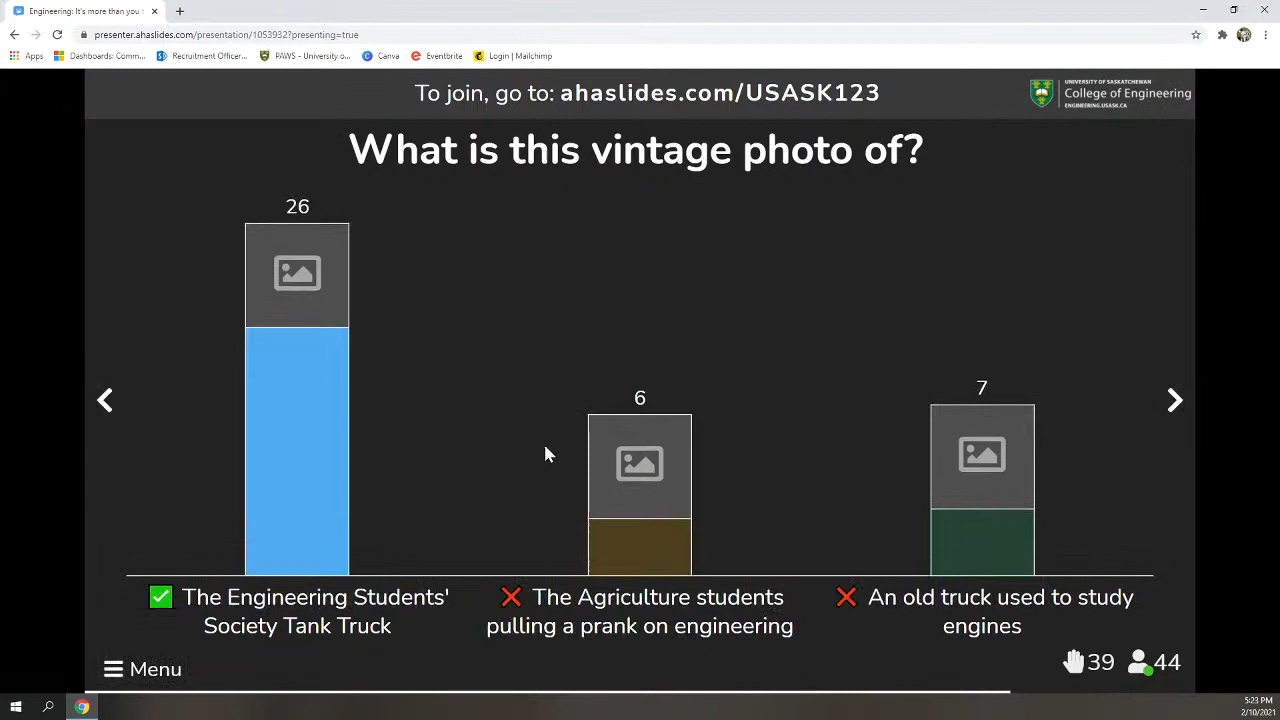 Engineering: It's more than you
presenter.ahaslides.com/presentation/1053932?presenting=true
Apps Dashboards: Comm... Recruitment Officer... PAWS - University o... Canva Eventbrite Login | Mailchimp
To join, go to: ahaslides.com/USASK123
UNIVERSITY OF SASKATCHEWAN
College of Engineering
ENGINEERING.USASK.CA
What is this vintage photo of?
26
6
7
The Engineering Students'
Society Tank Truck
The Agriculture students
pulling a prank on engineering
An old truck used to study
engines
Menu
39 44
5:23 PM
2/10/2021